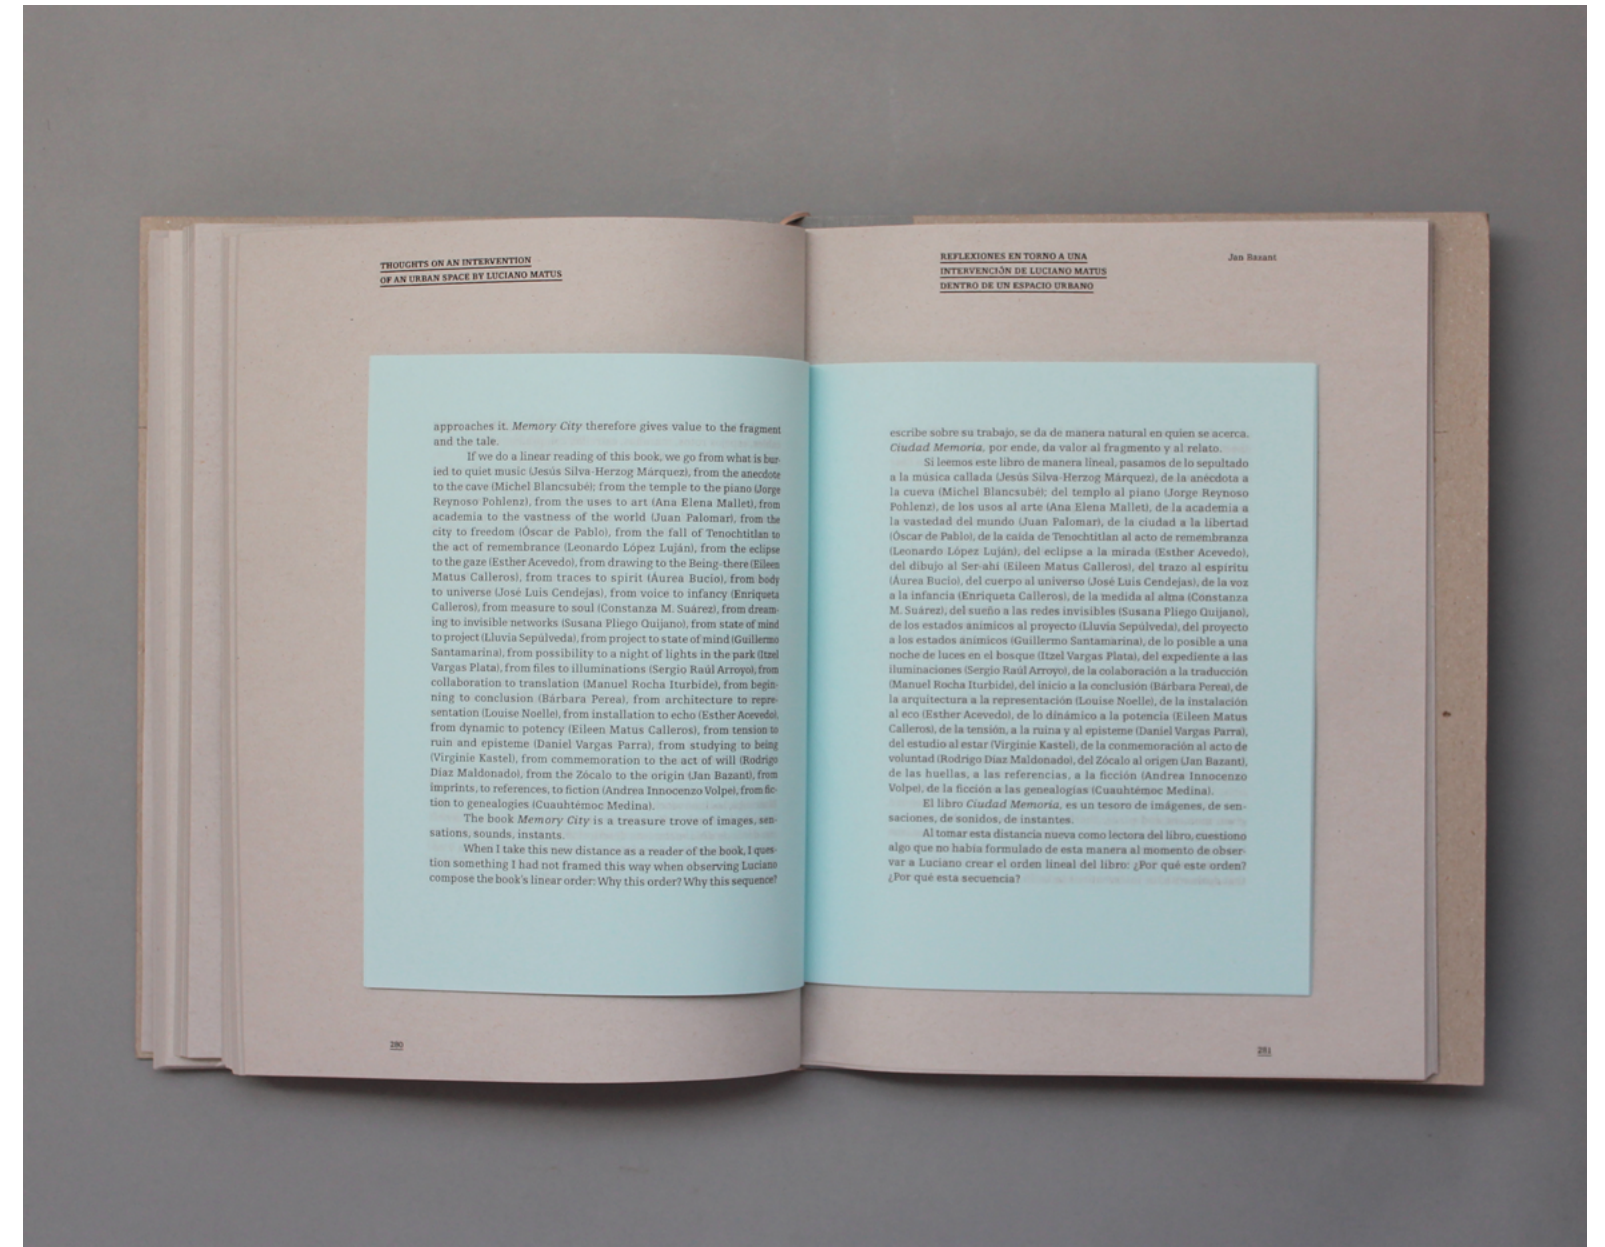 THOUGHTS ON AN INTERVENTION
OF AN URBAN SPACE BY LUCIANO MATUS
approaches it. Memory City therefore gives value to the fragment
and the tale.
If we do a linear reading of this book, we go from what is bur-
ied to quiet music (Jesús Silva-Herzog Márquez), from the anecdote
to the cave (Michel Blancsubé); from the temple to the piano (Jorge
Reynoso Pohlenz), from the uses to art (Ana Elena Mallet), from
academia to the vastness of the world (Juan Palomar), from the
city to freedom (Óscar de Pablo), from the fall of Tenochtitlan to
the act of remembrance (Leonardo López Luján), from the eclipse
to the gaze (Esther Acevedo), from drawing to the Being-there (Eileen
Matus Calleros), from traces to spirit (Áurea Bucio), from body
to universe (José Luis Cendejas), from voice to infancy (Enriqueta
Calleros), from measure to soul (Constanza M. Suárez), from dream-
ing to invisible networks (Susana Pliego Quijano), from state of mind
to project (Lluvia Sepúlveda), from project to state of mind (Guillermo
Santamarina), from possibility to a night of lights in the park (Itzel
Vargas Plata), from files to illuminations (Sergio Raúl Arroyo), from
collaboration to translation (Manuel Rocha Iturbide), from begin-
ning to conclusion (Bárbara Perea), from architecture to repre-
sentation (Louise Noelle), from installation to echo (Esther Acevedo),
from dynamic to potency (Eileen Matus Calleros), from tension to
ruin and episteme (Daniel Vargas Parra), from studying to being
(Virginie Kastel), from commemoration to the act of will (Rodrigo
Díaz Maldonado), from the Zócalo to the origin (Jan Bazant), from
imprints, to references, to fiction (Andrea Innocenzo Volpe), from fic-
tion to genealogies (Cuauhtémoc Medina).
The book Memory City is a treasure trove of images, sen-
sations, sounds, instants.
When I take this new distance as a reader of the book, I ques-
tion something I had not framed this way when observing Luciano
compose the book's linear order: Why this order? Why this sequence?
280
REFLEXIONES EN TORNO A UNA
INTERVENCIÓN DE LUCIANO MATUS
DENTRO DE UN ESPACIO URBANO
Jan Bazant
escribe sobre su trabajo, se da de manera natural en quien se acerca.
Ciudad Memoria, por ende, da valor al fragmento y al relato.
Si leemos este libro de manera lineal, pasamos de lo sepultado
a la música callada (Jesús Silva-Herzog Márquez), de la anécdota a
la cueva (Michel Blancsubé); del templo al piano (Jorge Reynoso
Pohlenz), de los usos al arte (Ana Elena Mallet), de la academia a
la vastedad del mundo (Juan Palomar), de la ciudad a la libertad
(Óscar de Pablo), de la caída de Tenochtitlan al acto de remembranza
(Leonardo López Luján), del eclipse a la mirada (Esther Acevedo),
del dibujo al Ser-ahí (Eileen Matus Calleros), del trazo al espíritu
(Áurea Bucio), del cuerpo al universo (José Luis Cendejas), de la voz
a la infancia (Enriqueta Calleros), de la medida al alma (Constanza
M. Suárez), del sueño a las redes invisibles (Susana Pliego Quijano),
de los estados anímicos al proyecto (Lluvia Sepúlveda), del proyecto
a los estados anímicos (Guillermo Santamarina), de lo posible a una
noche de luces en el bosque (Itzel Vargas Plata), del expediente a las
iluminaciones (Sergio Raúl Arroyo), de la colaboración a la traducción
(Manuel Rocha Iturbide), del inicio a la conclusión (Bárbara Perea), de
la arquitectura a la representación (Louise Noelle), de la instalación
al eco (Esther Acevedo), de lo dinámico a la potencia (Eileen Matus
Calleros), de la tensión, a la ruina y al episteme (Daniel Vargas Parra),
del estudio al estar (Virginie Kastel), de la conmemoración al acto de
voluntad (Rodrigo Díaz Maldonado), del Zócalo al origen (Jan Bazant),
de las huellas, a las referencias, a la ficción (Andrea Innocenzo
Volpe), de la ficción a las genealogías (Cuauhtémoc Medina).
El libro Ciudad Memoria, es un tesoro de imágenes, de sen-
saciones, de sonidos, de instantes.
Al tomar esta distancia nueva como lectora del libro, cuestiono
algo que no había formulado de esta manera al momento de obser-
var a Luciano crear el orden lineal del libro: ¿Por qué este orden?
¿Por qué esta secuencia?
281